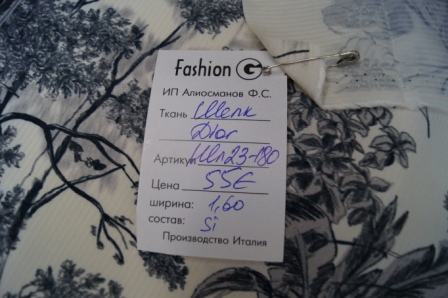 Fashion G
ИП Алиосманов Ф.С.
Ткань Шелк
Dior
Артикул Шл23-180
Цена 55€
ширина: 1,60
состав: Si
Производство Италия